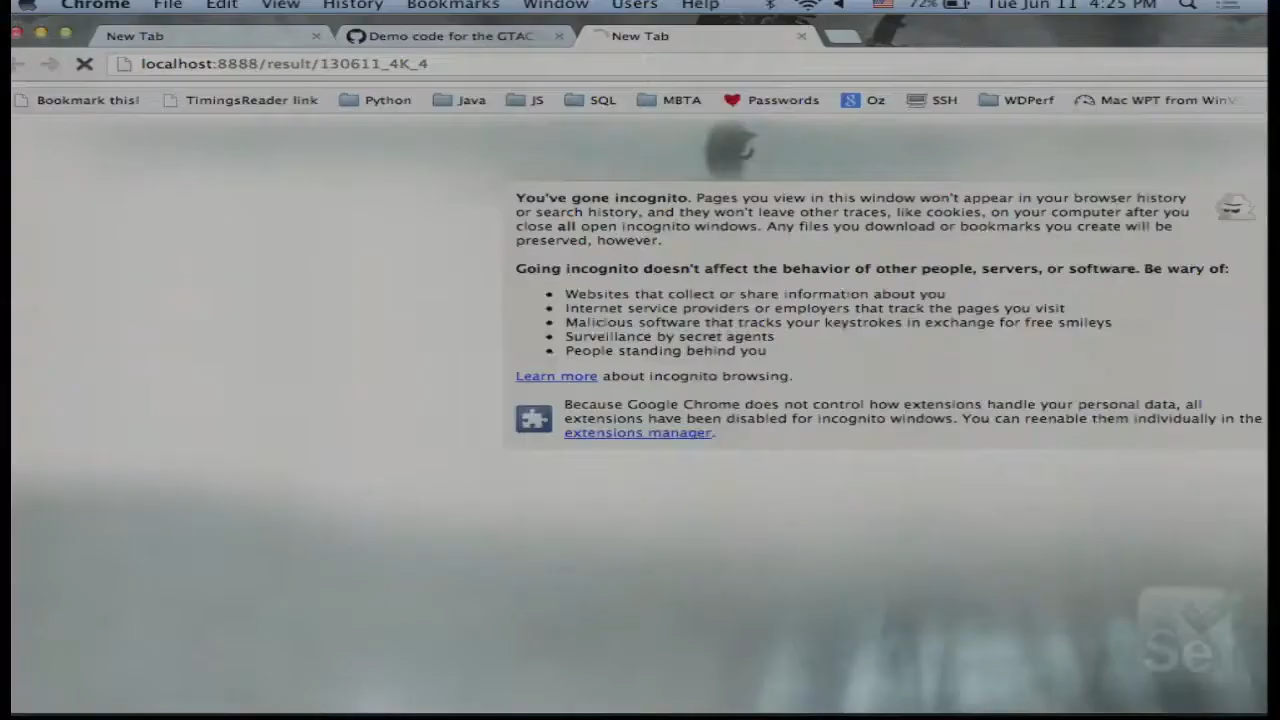 Chrome File Edit View History Bookmarks Window Users Help 72% Tue Jun 11 4:25 PM
New Tab Demo code for the GTAC New Tab
localhost:8888/result/130611_4K_4
Bookmark this! TimingsReader link Python Java JS SQL MBTA Passwords 8 Oz SSH WDPerf Mac WPT from Win
You've gone incognito. Pages you view in this window won't appear in your browser history
or search history, and they won't leave other traces, like cookies, on your computer after you
close all open incognito windows. Any files you download or bookmarks you create will be
preserved, however.
Going incognito doesn't affect the behavior of other people, servers, or software. Be wary of:
• Websites that collect or share information about you
• Internet service providers or employers that track the pages you visit
• Malicious software that tracks your keystrokes in exchange for free smileys
• Surveillance by secret agents
• People standing behind you
Learn more about incognito browsing.
Because Google Chrome does not control how extensions handle your personal data, all
extensions have been disabled for incognito windows. You can reenable them individually in the
extensions manager.
Se